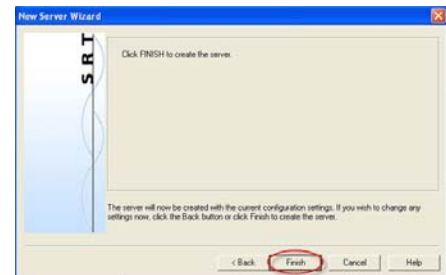 New Server Wizard
SRT
Click FINISH to create the server.
The server will now be created with the current configuration settings. If you wish to change any
settings now, click the Back button or click Finish to create the server.
< Back
Finish
Cancel
Help